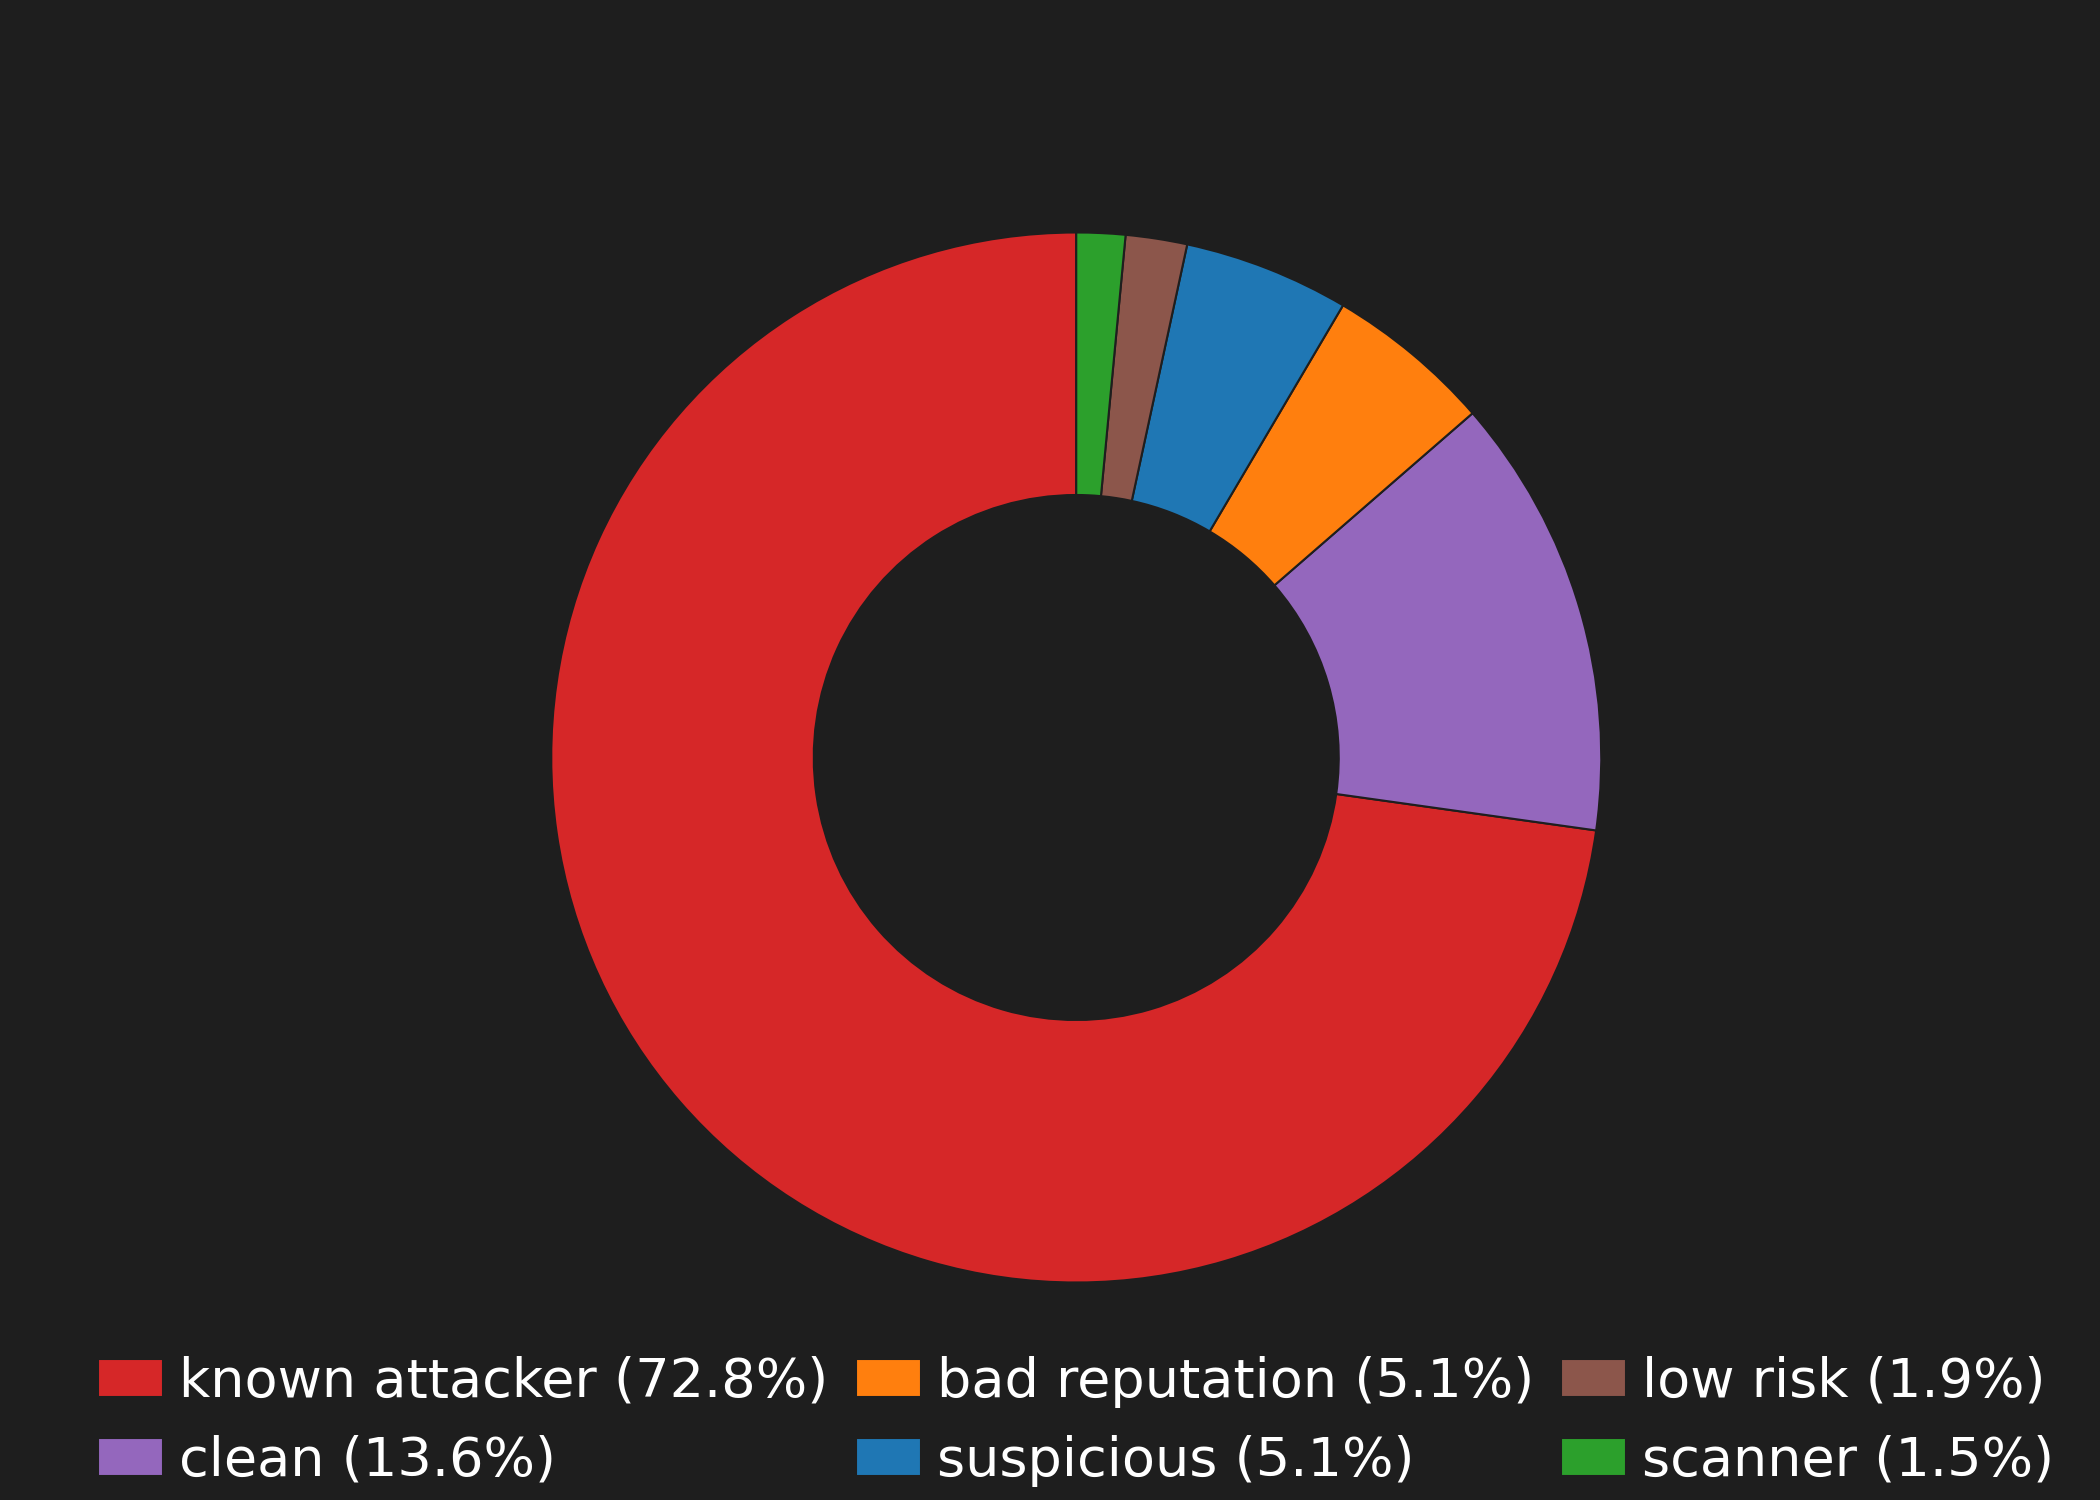 known attacker (72.8%) bad reputation (5.1%) low risk (1.9%)
clean (13.6%) suspicious (5.1%) scanner (1.5%)